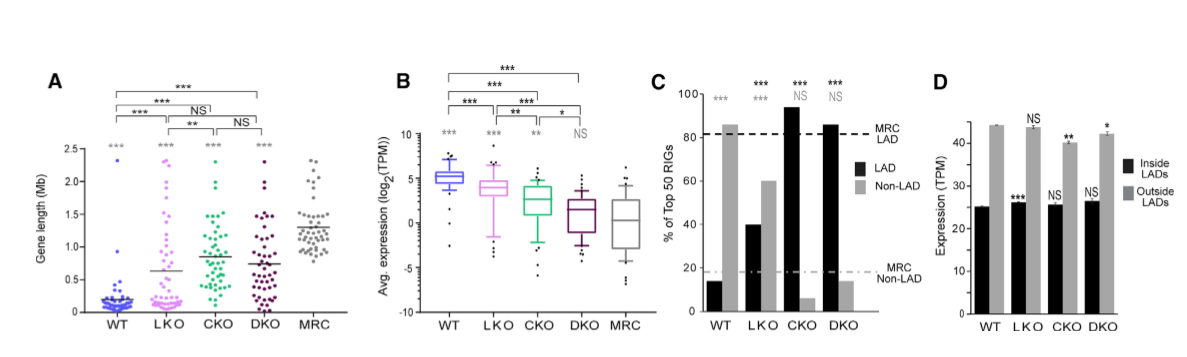 A
***
***
***
NS
**
NS
***
***
***
***
Gene length (Mb)
2.5
2.0
1.5
1.0
0.5
0
WT
LKO
CKO
DKO
MRC
B
***
***
***
***
**
*
***
***
**
NS
Avg. expression (log2(TPM))
10
5
0
-5
-10
WT
LKO
CKO
DKO
MRC
C
***
***
***
***
***
NS
NS
% of Top 50 RIGs
100
80
60
40
20
0
MRC
LAD
LAD
Non-LAD
MRC
Non-LAD
WT
LKO
CKO
DKO
D
NS
**
*
***
NS
NS
Expression (TPM)
40
30
20
10
0
Inside
LADs
Outside
LADs
WT
LKO
CKO
DKO